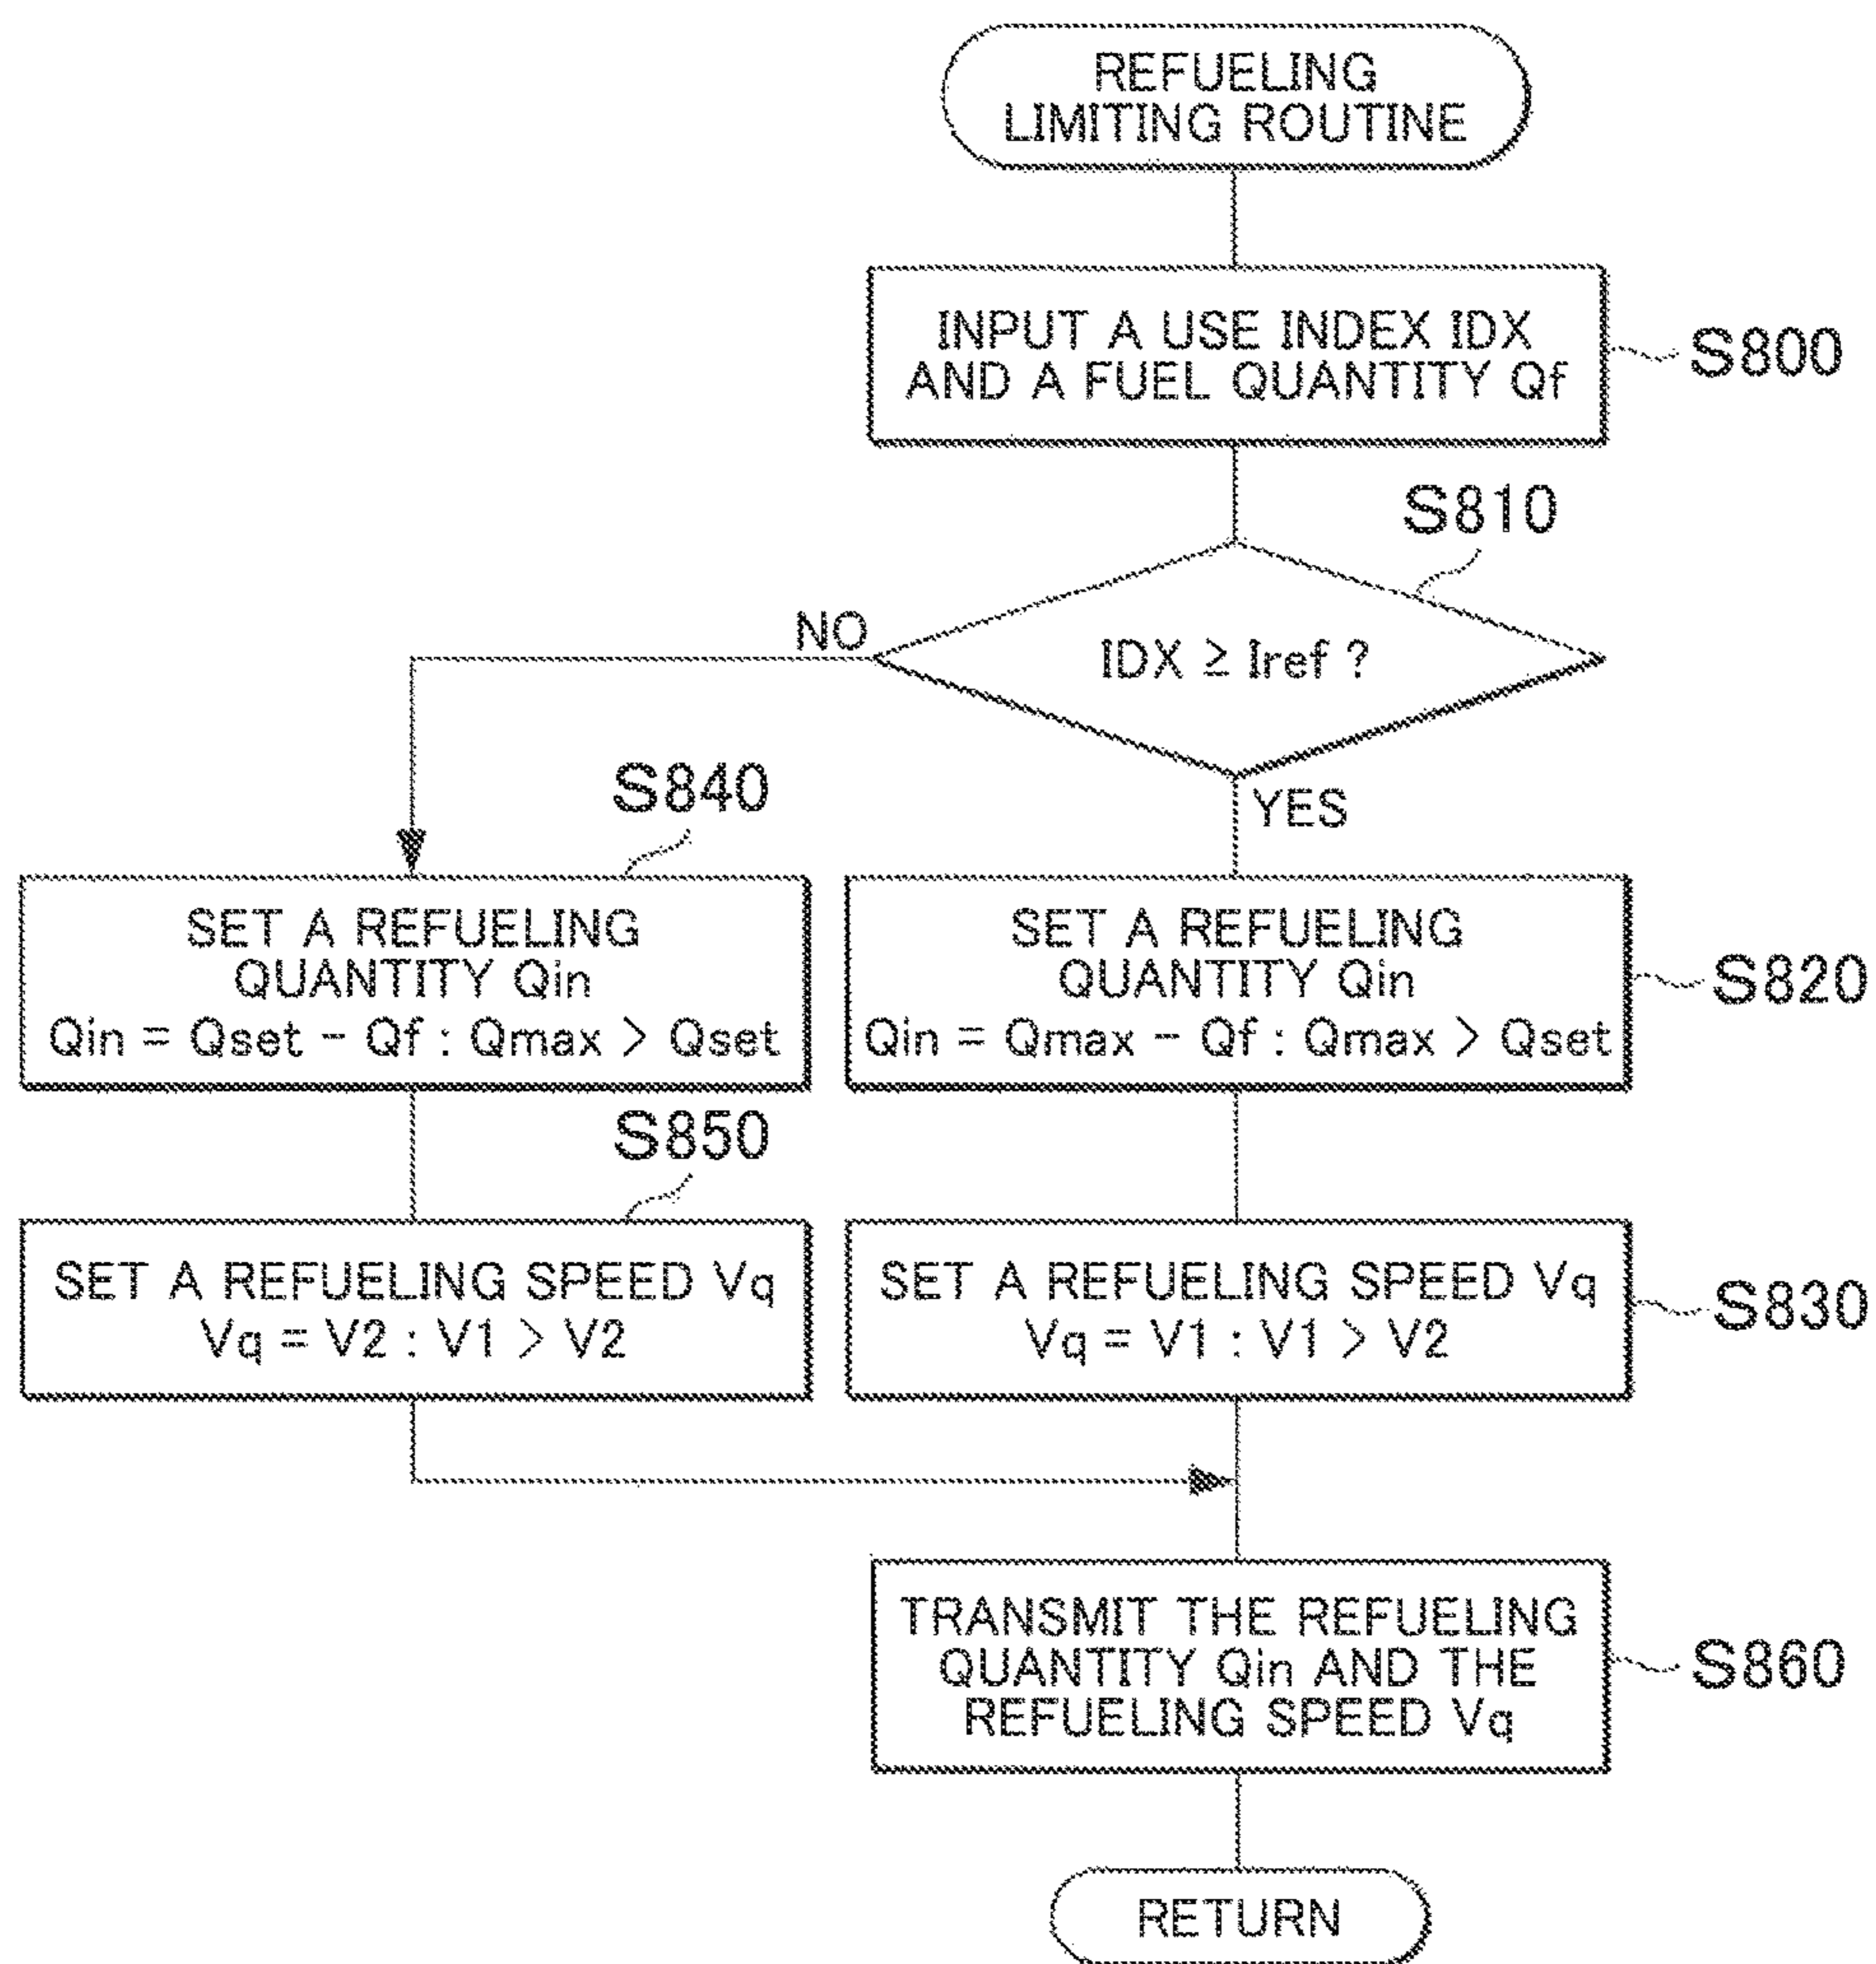 REFUELING
LIMITING ROUTINE
INPUT A USE INDEX IDX
AND A FUEL QUANTITY Qf
S800
S810
IDX ≥ Iref ?
NO
YES
S840
SET A REFUELING
QUANTITY Qin
Qin = Qset - Qf : Qmax > Qset
SET A REFUELING
QUANTITY Qin
Qin = Qmax - Qf : Qmax > Qset
S820
S850
SET A REFUELING SPEED Vq
Vq = V2 : V1 > V2
SET A REFUELING SPEED Vq
Vq = V1 : V1 > V2
S830
TRANSMIT THE REFUELING
QUANTITY Qin AND THE
REFUELING SPEED Vq
S860
RETURN